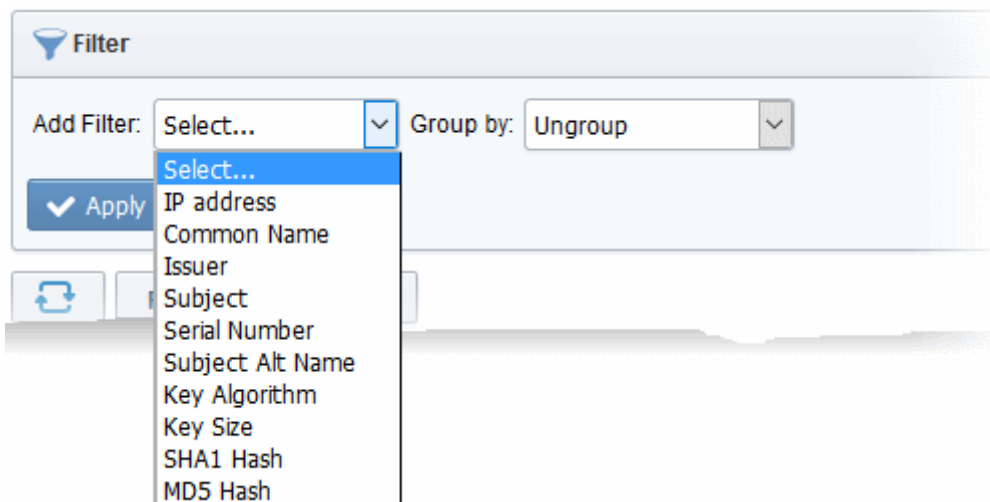 Filter
Add Filter: Select... Group by: Ungroup
Select...
IP address
Apply
Common Name
Issuer
Subject
Serial Number
Subject Alt Name
Key Algorithm
Key Size
SHA1 Hash
MD5 Hash